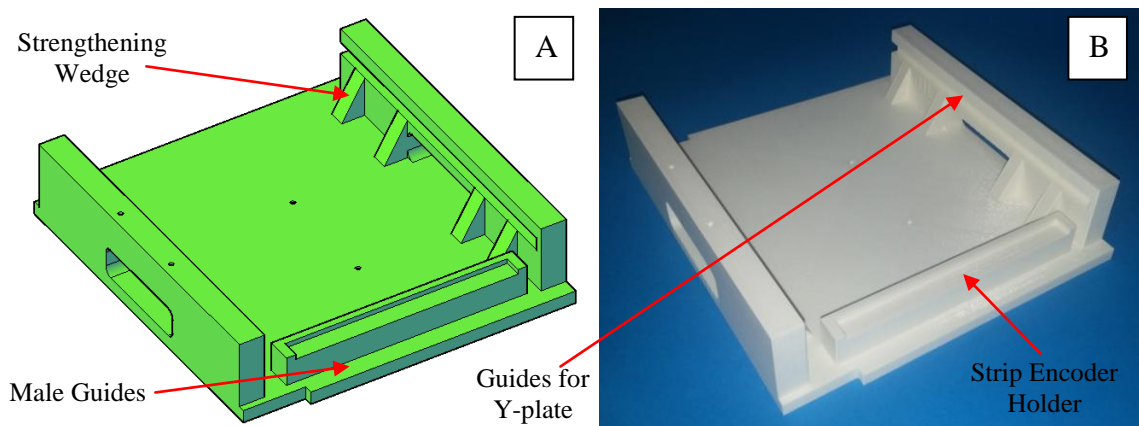 Strengthening
Wedge
A
B
Male Guides
Guides for
Y-plate
Strip Encoder
Holder